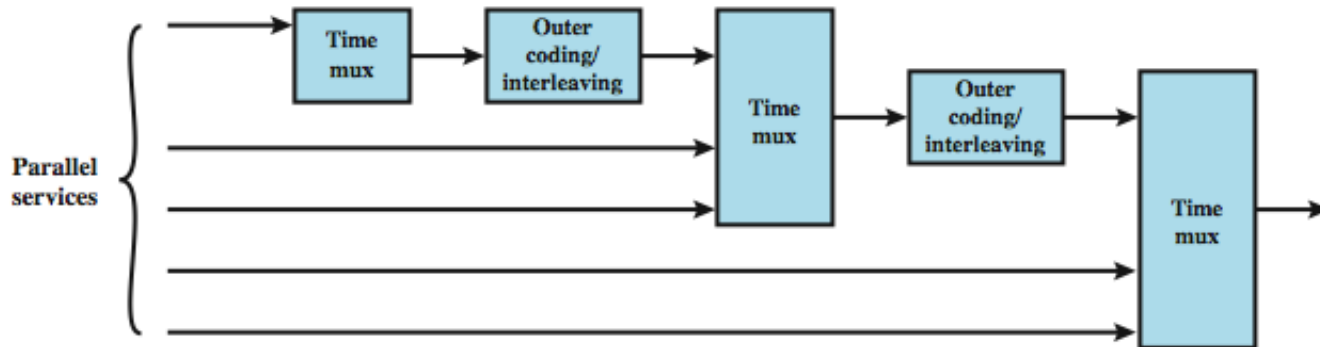 Parallel
services
Time
mux
Outer
coding/
interleaving
Time
mux
Outer
coding/
interleaving
Time
mux